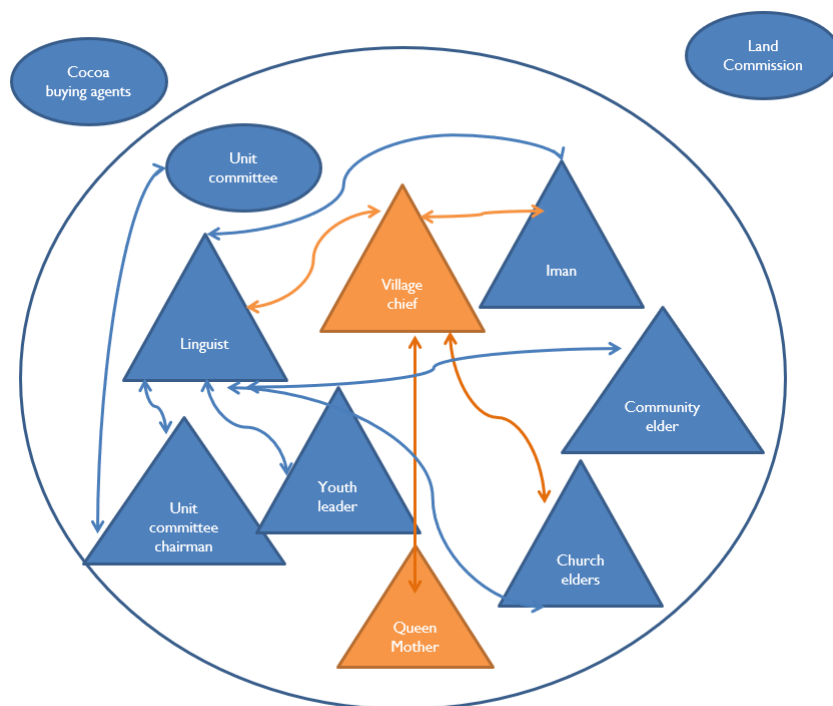 Cocoa
buying agents
Land
Commission
Unit
committee
Village
chief
Iman
Linguist
Community
elder
Youth
leader
Unit
committee
chairman
Church
elders
Queen
Mother